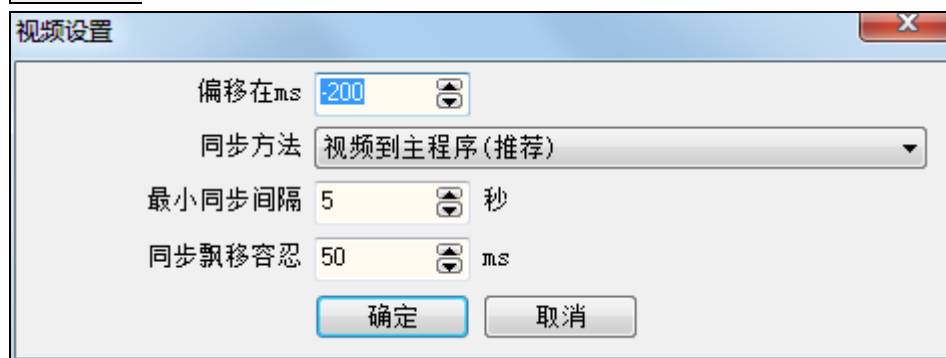 视频设置
偏移在ms -200
同步方法 视频到主程序(推荐)
最小同步间隔 5 秒
同步飘移容忍 50 ms
确定 取消